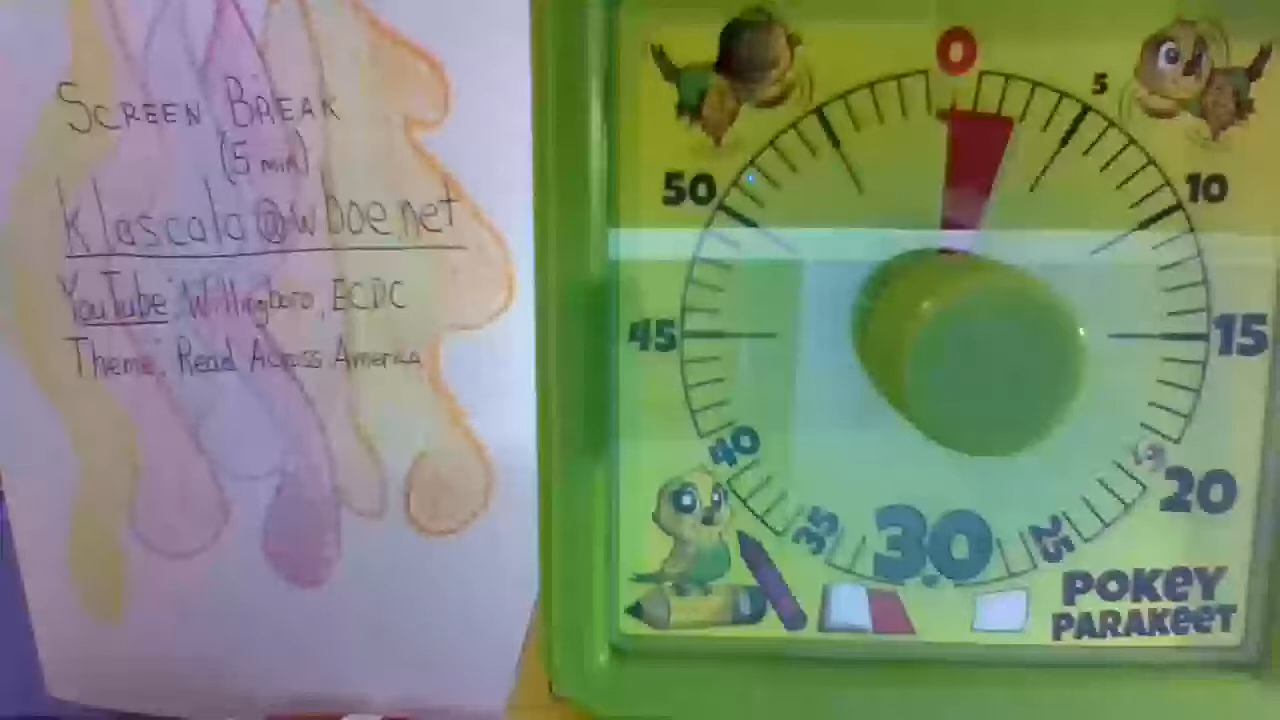 SCREEN BREAK
(5 min)
klascala@wboe.net
YouTube: Willingboro, ECDC
Theme: Read Across America
0
5
10
15
20
25
30
35
40
45
50
POKEY
PARAKEET